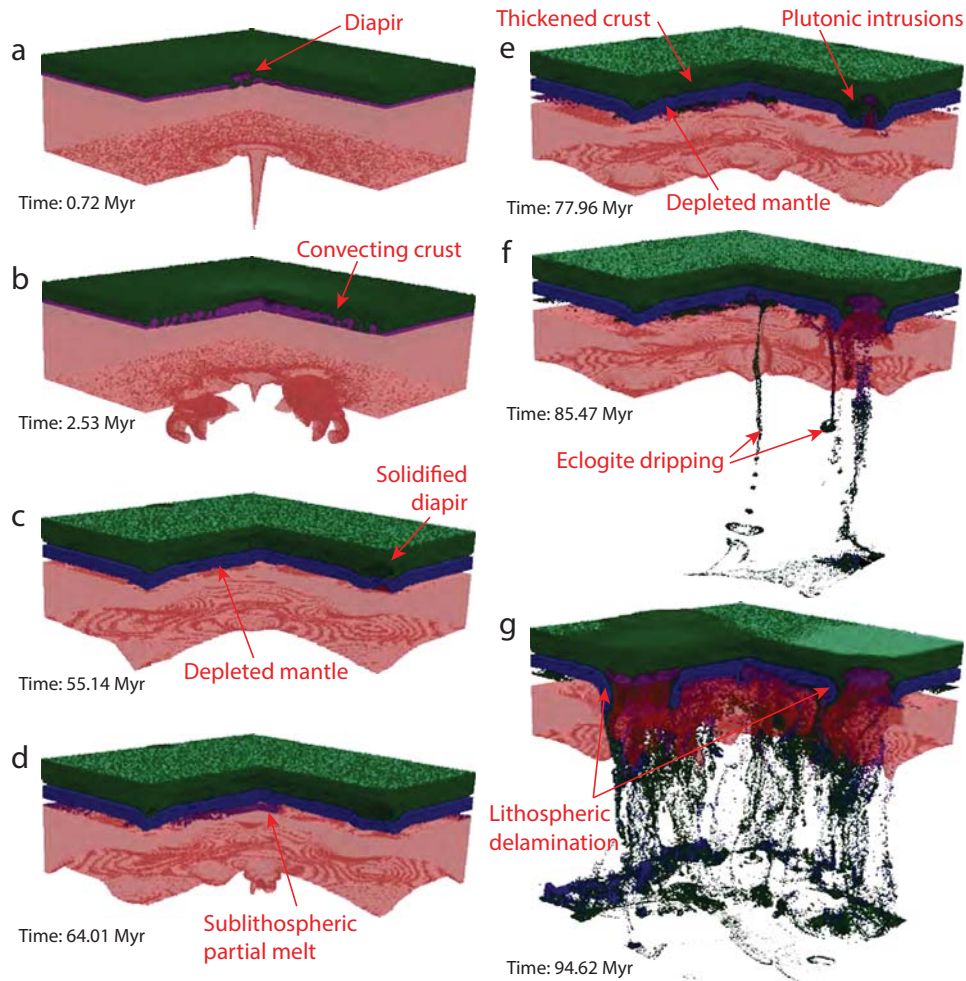 a
Diapir
Time: 0.72 Myr
b
Convecting crust
Time: 2.53 Myr
c
Solidified
diapir
Depleted mantle
Time: 55.14 Myr
d
Sublithospheric
partial melt
Time: 64.01 Myr
e
Thickened crust
Plutonic intrusions
Depleted mantle
Time: 77.96 Myr
f
Time: 85.47 Myr
Eclogite dripping
g
Lithospheric
delamination
Time: 94.62 Myr